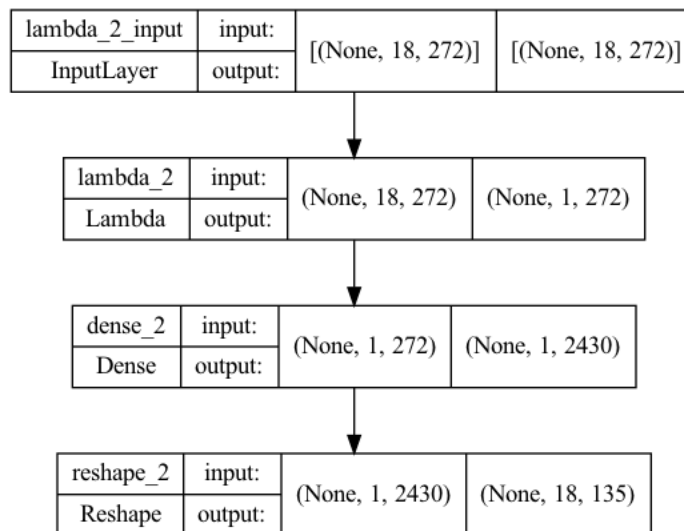 lambda_2_input input: [(None, 18, 272)] [(None, 18, 272)]
InputLayer output:
lambda_2 input: (None, 18, 272) (None, 1, 272)
Lambda output:
dense_2 input: (None, 1, 272) (None, 1, 2430)
Dense output:
reshape_2 input: (None, 1, 2430) (None, 18, 135)
Reshape output: